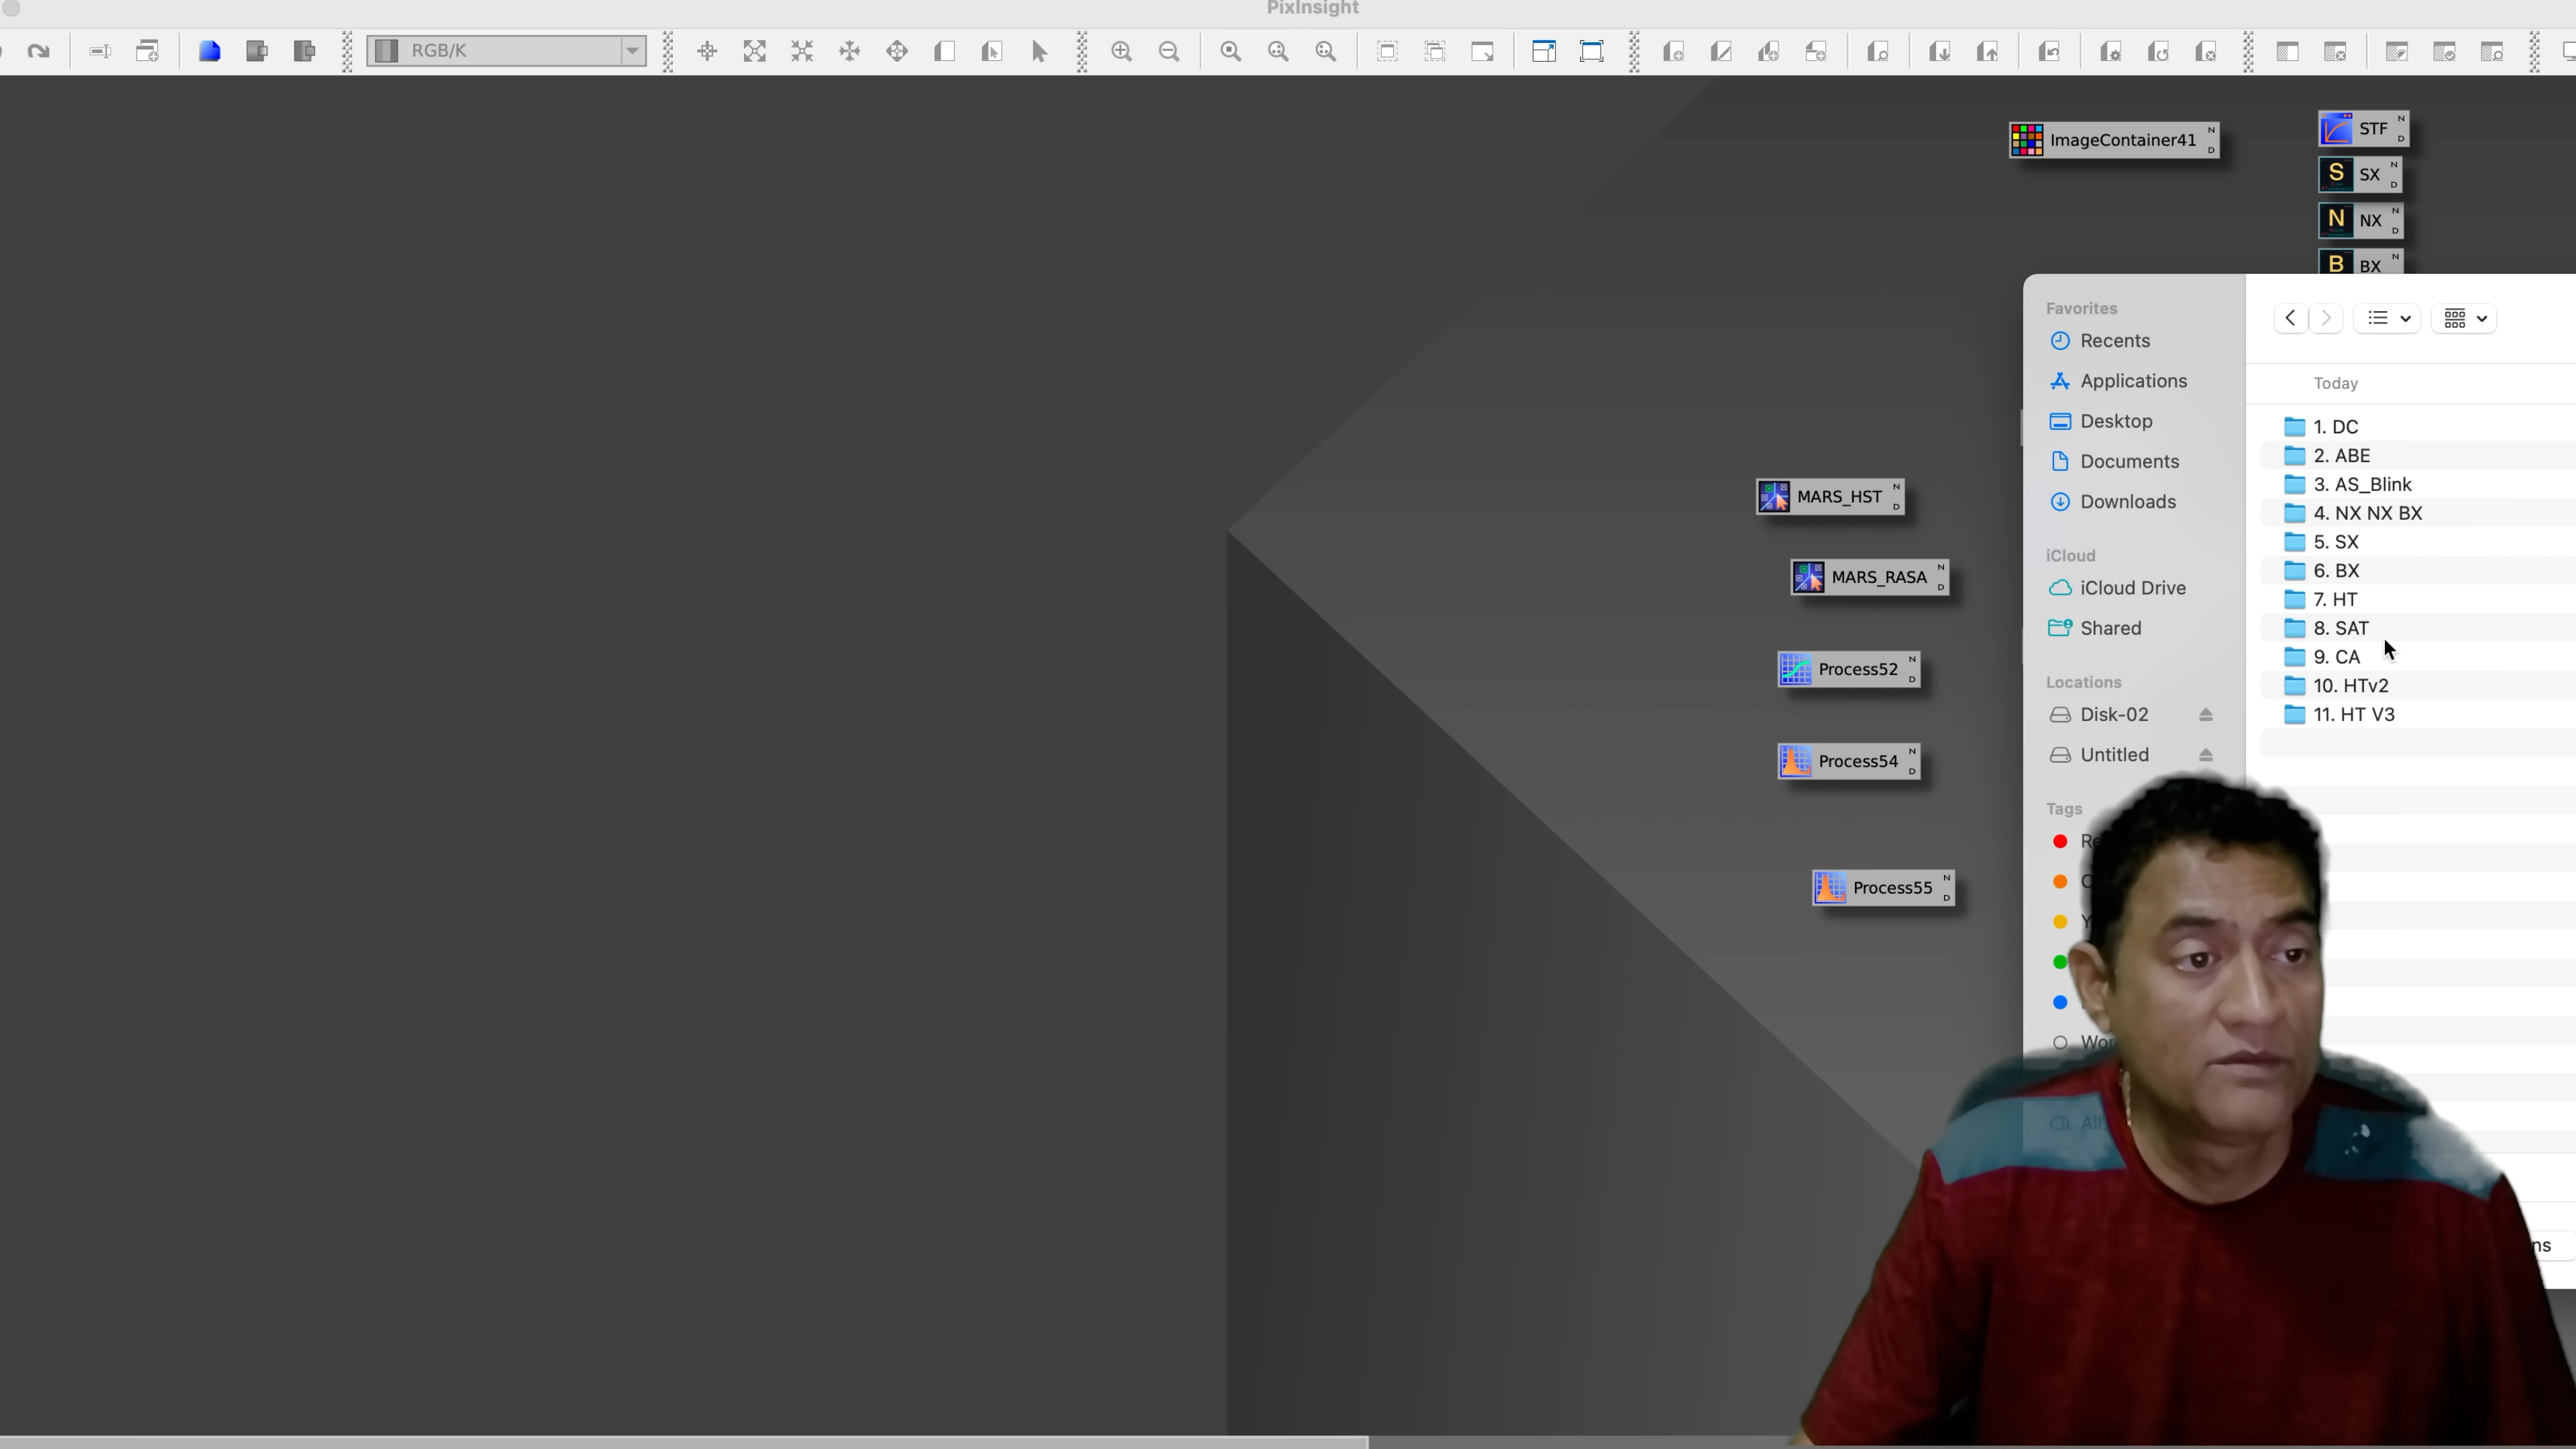 PixInsight
RGB/K
ImageContainer41
N
D
STF
N
D
S
SX
N
D
N
NX
N
D
B
BX
N
MARS_HST
N
D
MARS_RASA
N
D
Process52
N
D
Process54
N
D
Process55
N
D
Favorites
Recents
Applications
Desktop
Documents
Downloads
iCloud
iCloud Drive
Shared
Locations
Disk-02
Untitled
Tags
Today
1. DC
2. ABE
3. AS_Blink
4. NX NX BX
5. SX
6. BX
7. HT
8. SAT
9. CA
10. HTv2
11. HT V3